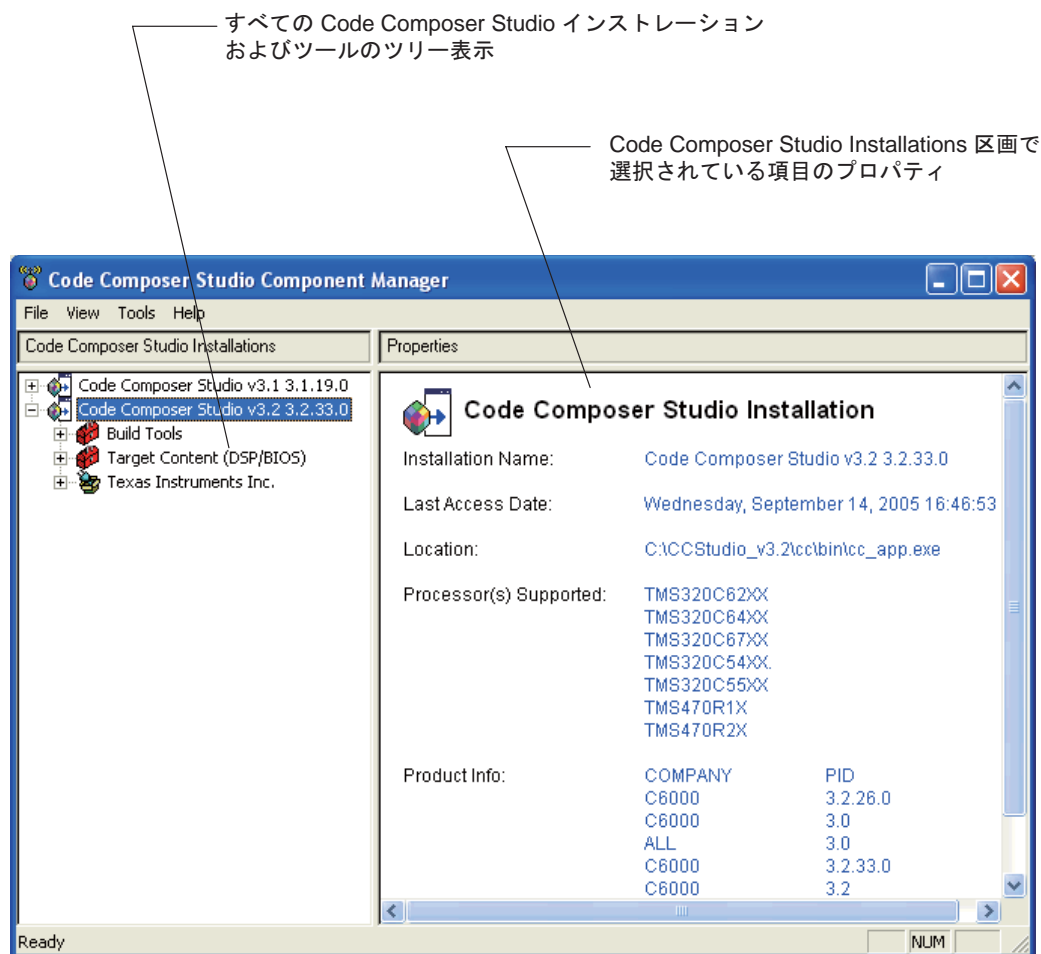 すべての Code Composer Studio インストレーション
およびツールのツリー表示
Code Composer Studio Installations 区画で
選択されている項目のプロパティ
Code Composer Studio Component Manager
File View Tools Help
Code Composer Studio Installations
Properties
Code Composer Studio v3.1 3.1.19.0
Code Composer Studio v3.2 3.2.33.0
Build Tools
Target Content (DSP/BIOS)
Texas Instruments Inc.
Code Composer Studio Installation
Installation Name: Code Composer Studio v3.2 3.2.33.0
Last Access Date: Wednesday, September 14, 2005 16:46:53
Location: C:\CCStudio_v3.2\cc\bin\cc_app.exe
Processor(s) Supported: TMS320C62XX
TMS320C64XX
TMS320C67XX
TMS320C54XX.
TMS320C55XX
TMS470R1X
TMS470R2X
Product Info: COMPANY PID
C6000 3.2.26.0
C6000 3.0
ALL 3.0
C6000 3.2.33.0
C6000 3.2
Ready
NUM